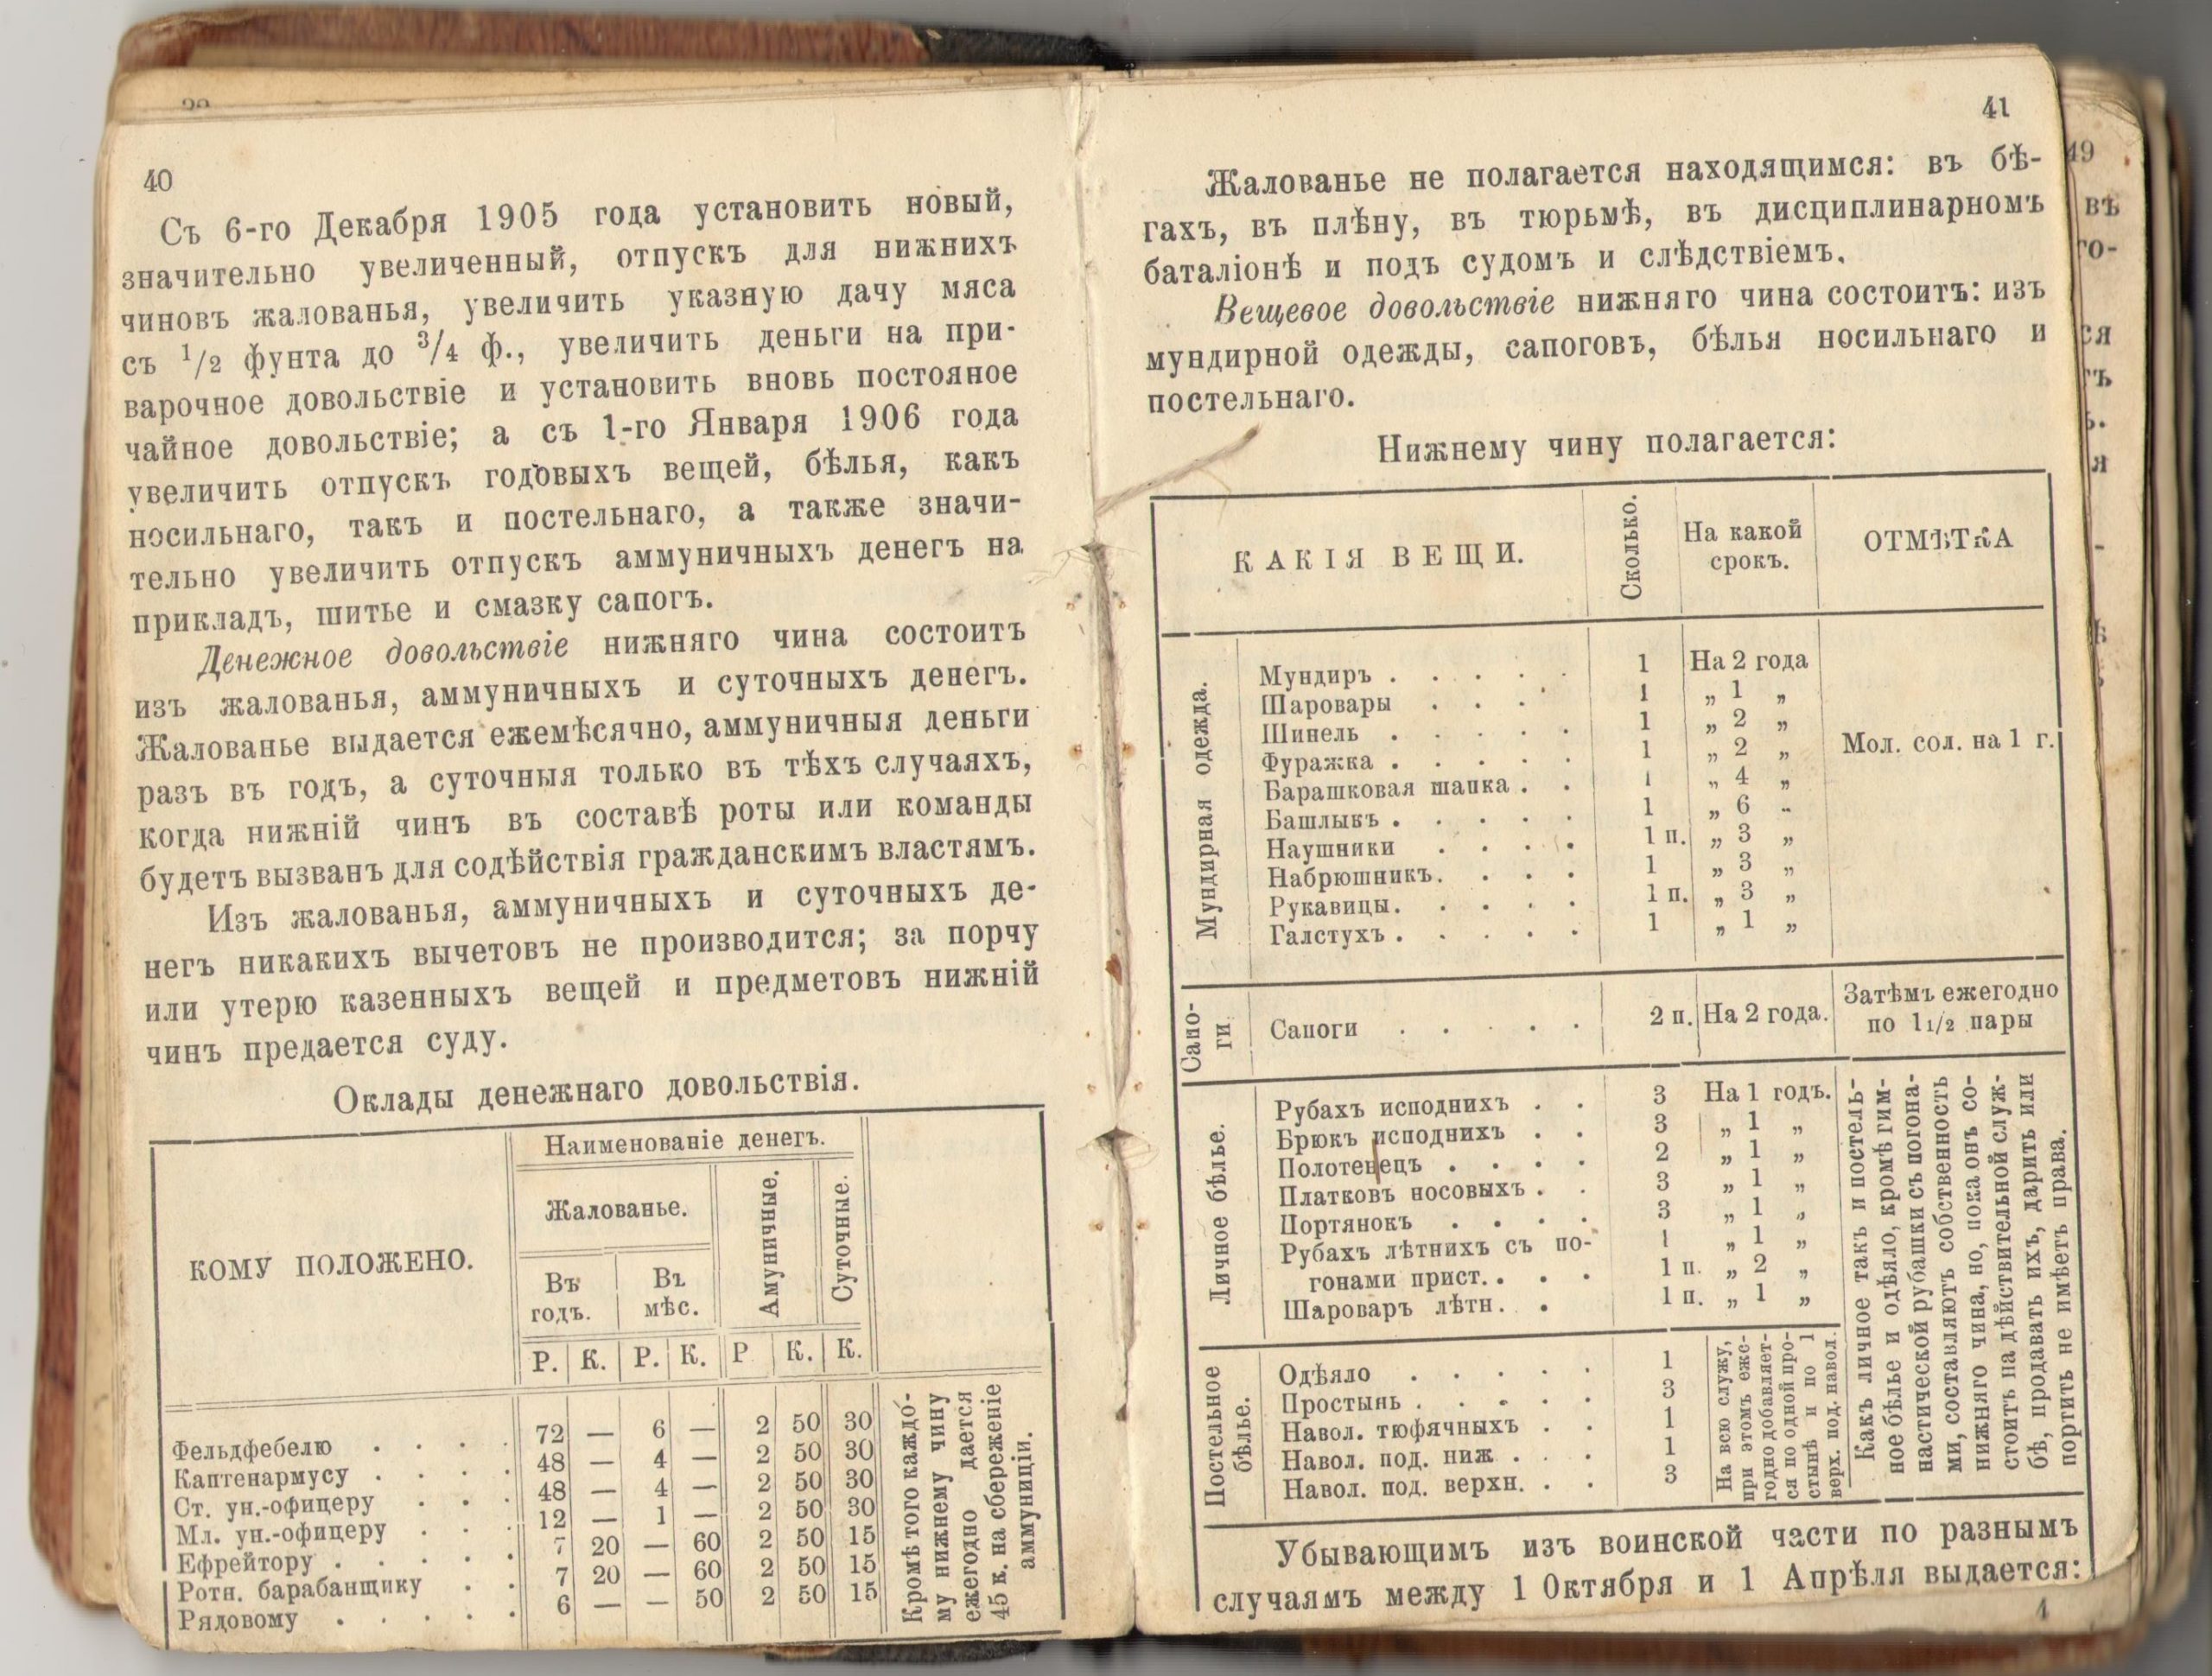 40
Съ 6-го Декабря 1905 года установить новый,
значительно увеличенный, отпускъ для нижнихъ
чиновъ жалованья, увеличить указную дачу мяса
съ 1/2 фунта до 3/4 ф., увеличить деньги на при-
варочное довольствіе и установить вновь постояное
чайное довольствіе; а съ 1-го Января 1906 года
увеличить отпускъ годовыхъ вещей, бѣлья, какъ
носильнаго, такъ и постельнаго, а также значи-
тельно увеличить отпускъ аммуничныхъ денегъ на
прикладъ, шитье и смазку сапогъ.
Денежное довольствіе нижняго чина состоитъ
изъ жалованья, аммуничныхъ и суточныхъ денегъ.
Жалованье выдается ежемѣсячно, аммуничныя деньги
разъ въ годъ, а суточныя только въ тѣхъ случаяхъ,
когда нижній чинъ въ составѣ роты или команды
будетъ вызванъ для содѣйствія гражданскимъ властямъ.
Изъ жалованья, аммуничныхъ и суточныхъ де-
негъ никакихъ вычетовъ не производится; за порчу
или утерю казенныхъ вещей и предметовъ нижній
чинъ предается суду.
Оклады денежнаго довольствія.
КОМУ ПОЛОЖЕНО.
Наименованіе денегъ.
Жалованье.
Амуничные.
Суточные.
Въ годъ.
Въ мѣс.
Р. К. Р. К. Р К. К.
Фельдфебелю . . . . 72 — 6 — 2 50 30
Каптенармусу . . . . 48 — 4 — 2 50 30
Ст. ун.-офицеру . . . 48 — 4 — 2 50 30
Мл. ун.-офицеру . . . 12 — 1 — 2 50 30
Ефрейтору . . . . . 7 20 — 60 2 50 15
Ротн. барабанщику . . 7 20 — 60 2 50 15
Рядовому . . . . . 6 — — 50 2 50 15
Кромѣ того каждо-
му нижнему чину
ежегодно дается
45 к. на сбереженіе
аммуниціи.
41
Жалованье не полагается находящимся: въ бѣ-
гахъ, въ плѣну, въ тюрьмѣ, въ дисциплинарномъ
баталіонѣ и подъ судомъ и слѣдствіемъ.
Вещевое довольствіе нижняго чина состоитъ: изъ
мундирной одежды, сапоговъ, бѣлья носильнаго и
постельнаго.
Нижнему чину полагается:
КАКІЯ ВЕЩИ.
Сколько.
На какой
срокъ.
ОТМѢТКА
Мундирная одежда.
Мундиръ . . . . . 1 На 2 года
Шаровары . . . 1 „ 1 „
Шинель . . . . . 1 „ 2 „
Фуражка . . . . . 1 „ 2 „
Барашковая шапка . . 1 „ 4 „
Башлыкъ . . . . . 1 „ 6 „
Наушники . . . . 1 п. „ 3 „
Набрюшникъ. . . . 1 „ 3 „
Рукавицы. . . . . 1 п. „ 3 „
Галстухъ . . . . . 1 „ 1 „
Мол. сол. на 1 г.
Сапо-
ги
Сапоги . . . . . 2 п. На 2 года.
Затѣмъ ежегодно
по 1 1/2 пары
Личное бѣлье.
Рубахъ исподнихъ . . 3 На 1 годъ.
Брюкъ исподнихъ . . 3 „ 1 „
Полотенецъ . . . . 2 „ 1 „
Платковъ носовыхъ . . 3 „ 1 „
Портянокъ . . . . 3 „ 1 „
Рубахъ лѣтнихъ съ по- 1 „ 1 „
гонами прист. . . . 1 п. „ 2 „
Шароваръ лѣтн. . . 1 п. „ 1 „
Постельное
бѣлье.
Одѣяло . . . . . 1
Простынь . . . . . 3
Навол. тюфячныхъ . . 1
Навол. под. ниж . . . 1
Навол. под. верхн. . . 3
На всю служу,
при этомъ еже-
годно добавляет-
ся по одной про-
стынѣ и по 1
верх. под. навол.
Какъ личное такъ и постель-
ное бѣлье и одѣяло, кромѣ гим-
настической рубашки съ погона-
ми, составляютъ собственность
нижняго чина, но, пока онъ со-
стоитъ на дѣйствительной служ-
бѣ, продавать ихъ, дарить или
портить не имѣетъ права.
Убывающимъ изъ воинской части по разнымъ
случаямъ между 1 Октября и 1 Апрѣля выдается:
4